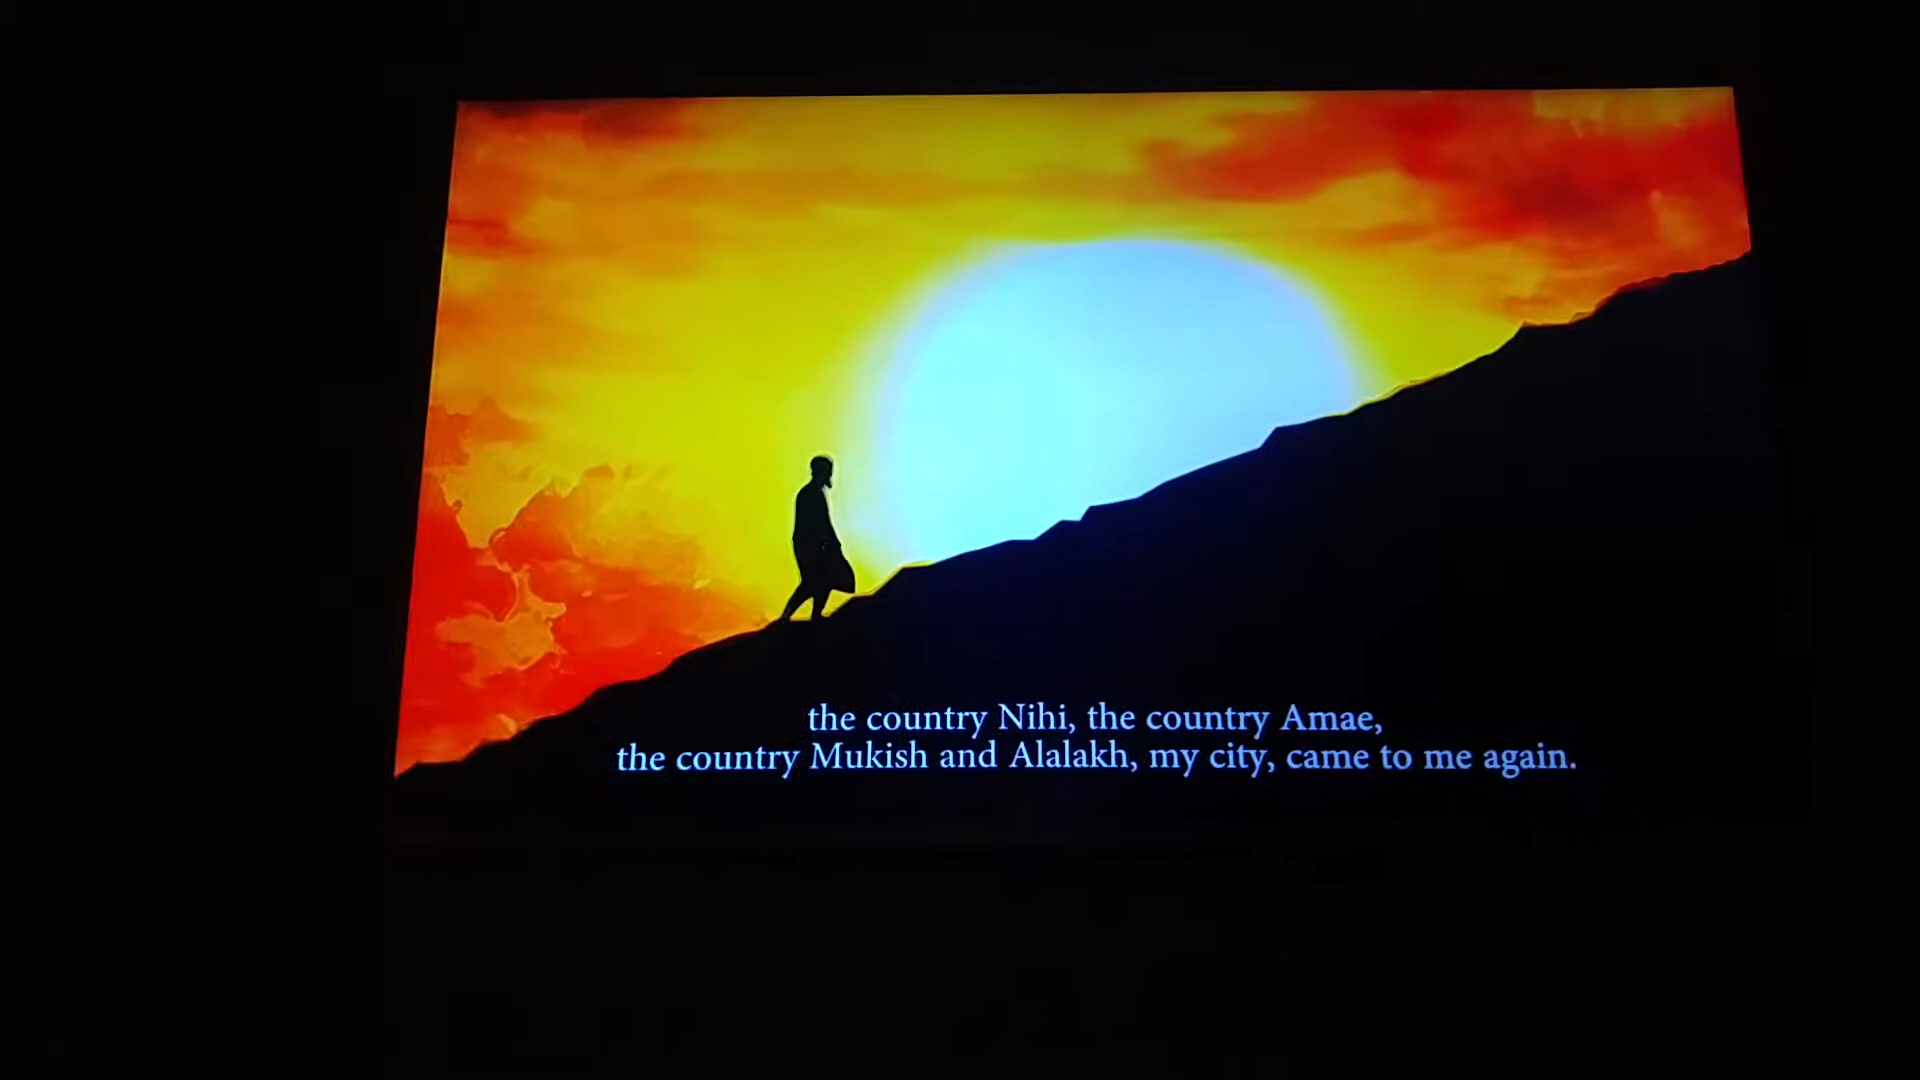 the country Nihi, the country Amae,
the country Mukish and Alalakh, my city, came to me again.